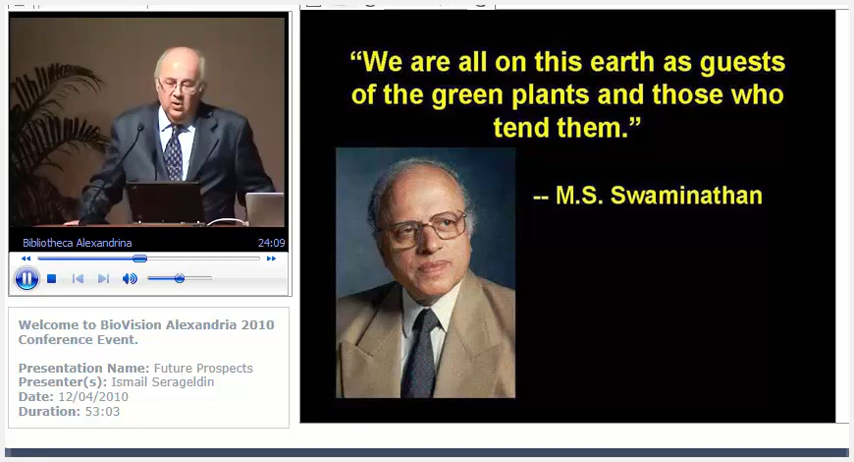 Bibliotheca Alexandrina 24:09
Welcome to BioVision Alexandria 2010
Conference Event.
Presentation Name: Future Prospects
Presenter(s): Ismail Serageldin
Date: 12/04/2010
Duration: 53:03
“We are all on this earth as guests
of the green plants and those who
tend them.”
-- M.S. Swaminathan